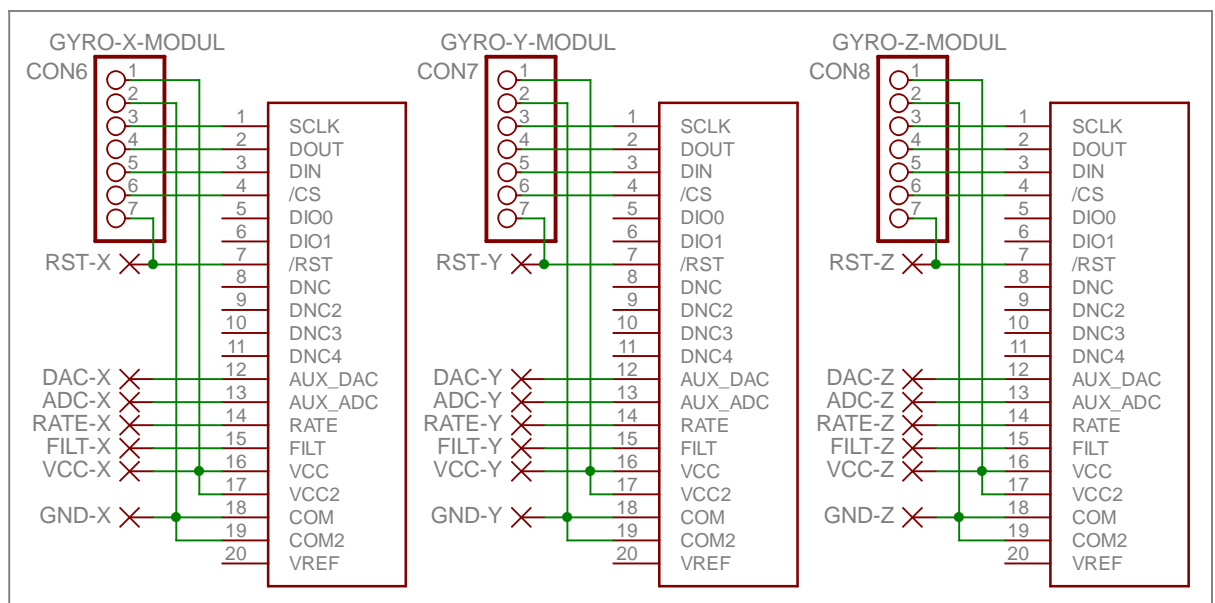 GYRO-X-MODUL GYRO-Y-MODUL GYRO-Z-MODUL
CON6 1 CON7 1 CON8 1
2 2 2
3 1 SCLK 3 1 SCLK 3 1 SCLK
4 2 DOUT 4 2 DOUT 4 2 DOUT
5 3 DIN 5 3 DIN 5 3 DIN
6 4 /CS 6 4 /CS 6 4 /CS
7 5 DIO0 7 5 DIO0 7 5 DIO0
6 DIO1 6 DIO1 6 DIO1
RST-X 7 /RST RST-Y 7 /RST RST-Z 7 /RST
8 DNC 8 DNC 8 DNC
9 DNC2 9 DNC2 9 DNC2
10 DNC3 10 DNC3 10 DNC3
11 DNC4 11 DNC4 11 DNC4
DAC-X 12 AUX_DAC DAC-Y 12 AUX_DAC DAC-Z 12 AUX_DAC
ADC-X 13 AUX_ADC ADC-Y 13 AUX_ADC ADC-Z 13 AUX_ADC
RATE-X 14 RATE RATE-Y 14 RATE RATE-Z 14 RATE
FILT-X 15 FILT FILT-Y 15 FILT FILT-Z 15 FILT
VCC-X 16 VCC VCC-Y 16 VCC VCC-Z 16 VCC
17 VCC2 17 VCC2 17 VCC2
GND-X 18 COM GND-Y 18 COM GND-Z 18 COM
19 COM2 19 COM2 19 COM2
20 VREF 20 VREF 20 VREF